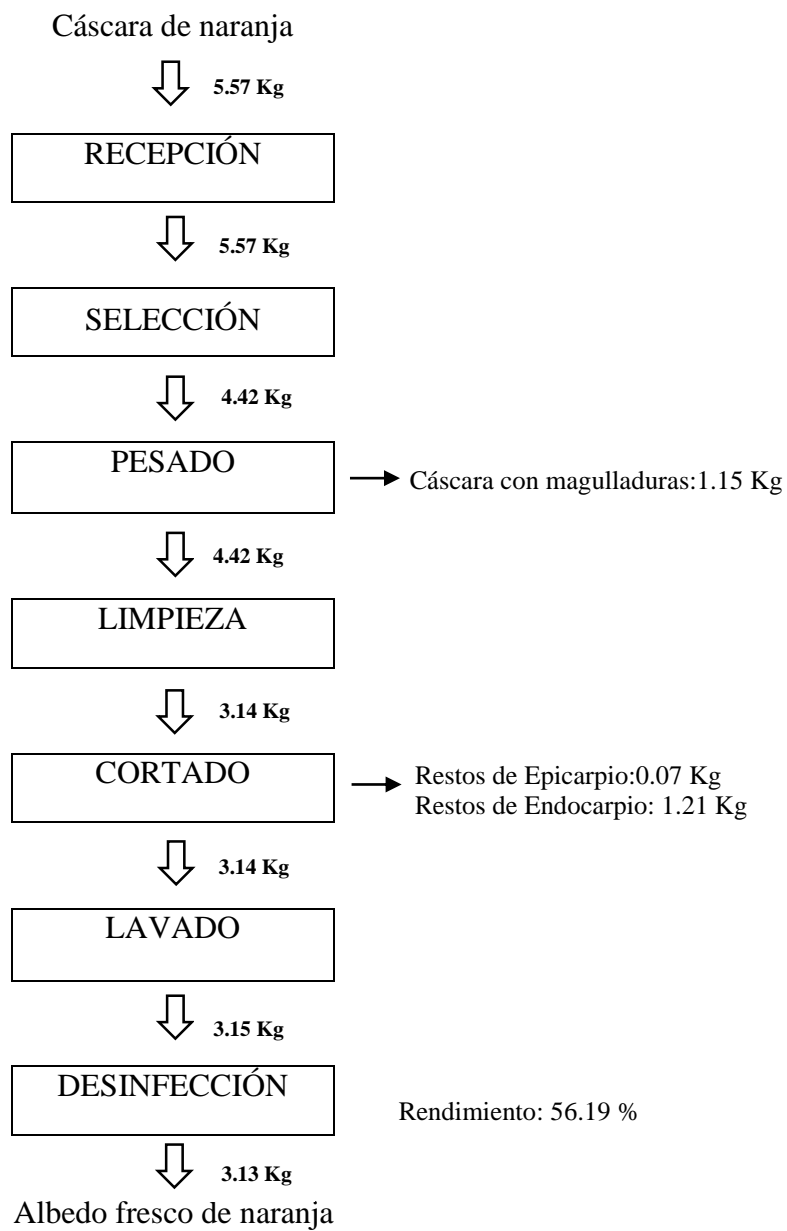 Cáscara de naranja
5.57 Kg
RECEPCIÓN
5.57 Kg
SELECCIÓN
4.42 Kg
PESADO
Cáscara con magulladuras:1.15 Kg
4.42 Kg
LIMPIEZA
3.14 Kg
CORTADO
Restos de Epicarpio:0.07 Kg
Restos de Endocarpio: 1.21 Kg
3.14 Kg
LAVADO
3.15 Kg
DESINFECCIÓN
Rendimiento: 56.19 %
3.13 Kg
Albedo fresco de naranja